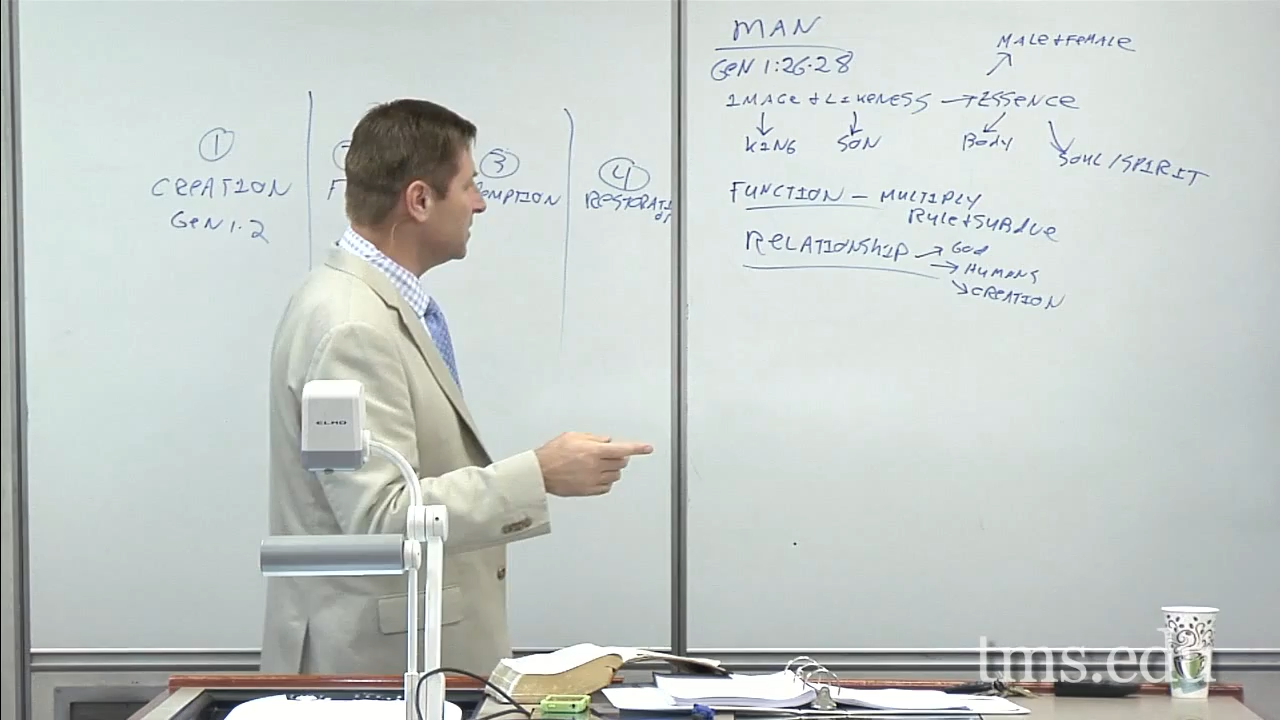 MAN
GEN 1:26-28
MALE + FEMALE
IMAGE + LIKENESS → ESSENCE
KING SON BODY SOUL/SPIRIT
FUNCTION - MULTIPLY
RULE + SUBDUE
RELATIONSHIP → GOD
→ HUMANS
CREATION
1
CREATION
GEN 1-2
3
EMPTION
4
RESTORATI
ON
ELMO
tms.edu